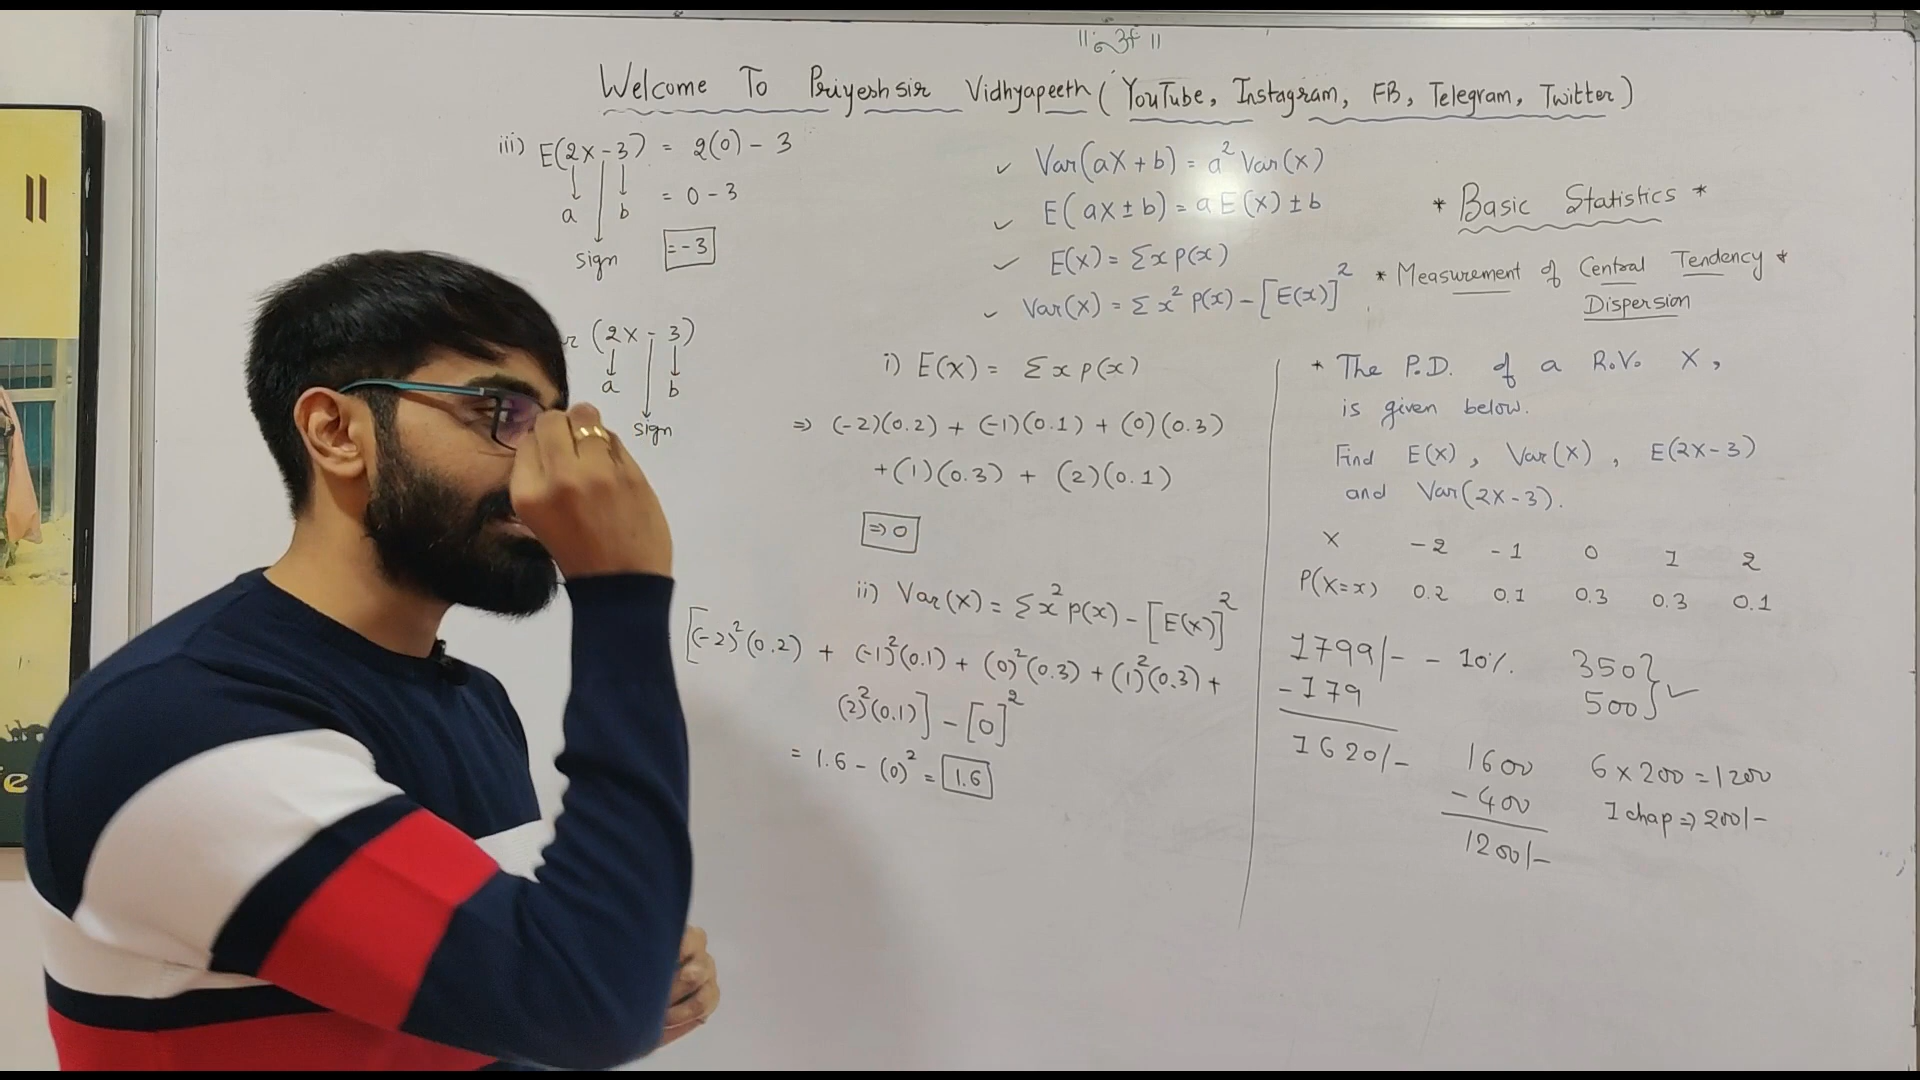 Welcome To Priyesh sir Vidhyapeeth ( YouTube, Instagram, FB, Telegram, Twitter )
iii) E(2x-3) = 2(0) - 3
a b
sign
= 0 - 3
= -3
(2x - 3)
a b
sign
✓ Var(aX + b) = a² Var(x)
✓ E(ax ± b) = a E(x) ± b
✓ E(x) = Σx p(x)
✓ Var(x) = Σ x² p(x) - [E(x)]²
i) E(x) = Σ x p(x)
⇒ (-2)(0.2) + (-1)(0.1) + (0)(0.3)
+ (1)(0.3) + (2)(0.1)
⇒ 0
ii) Var(x) = Σx² p(x) - [E(x)]²
[(-2)²(0.2) + (-1)²(0.1) + (0)²(0.3) + (1)²(0.3) +
(2)²(0.1)] - [0]²
= 1.6 - (0)² = 1.6
* Basic Statistics *
* Measurement of Central Tendency *
Dispersion
* The P.D. of a R.V. X,
is given below.
Find E(x), Var(x), E(2x-3)
and Var(2x-3).
X -2 -1 0 1 2
P(X=x) 0.2 0.1 0.3 0.3 0.1
1799/- - 10%.
- 179
1620/-
350 }
500 } ✓
1600
- 400
1200/-
6 x 200 = 1200
1 chap ⇒ 200/-